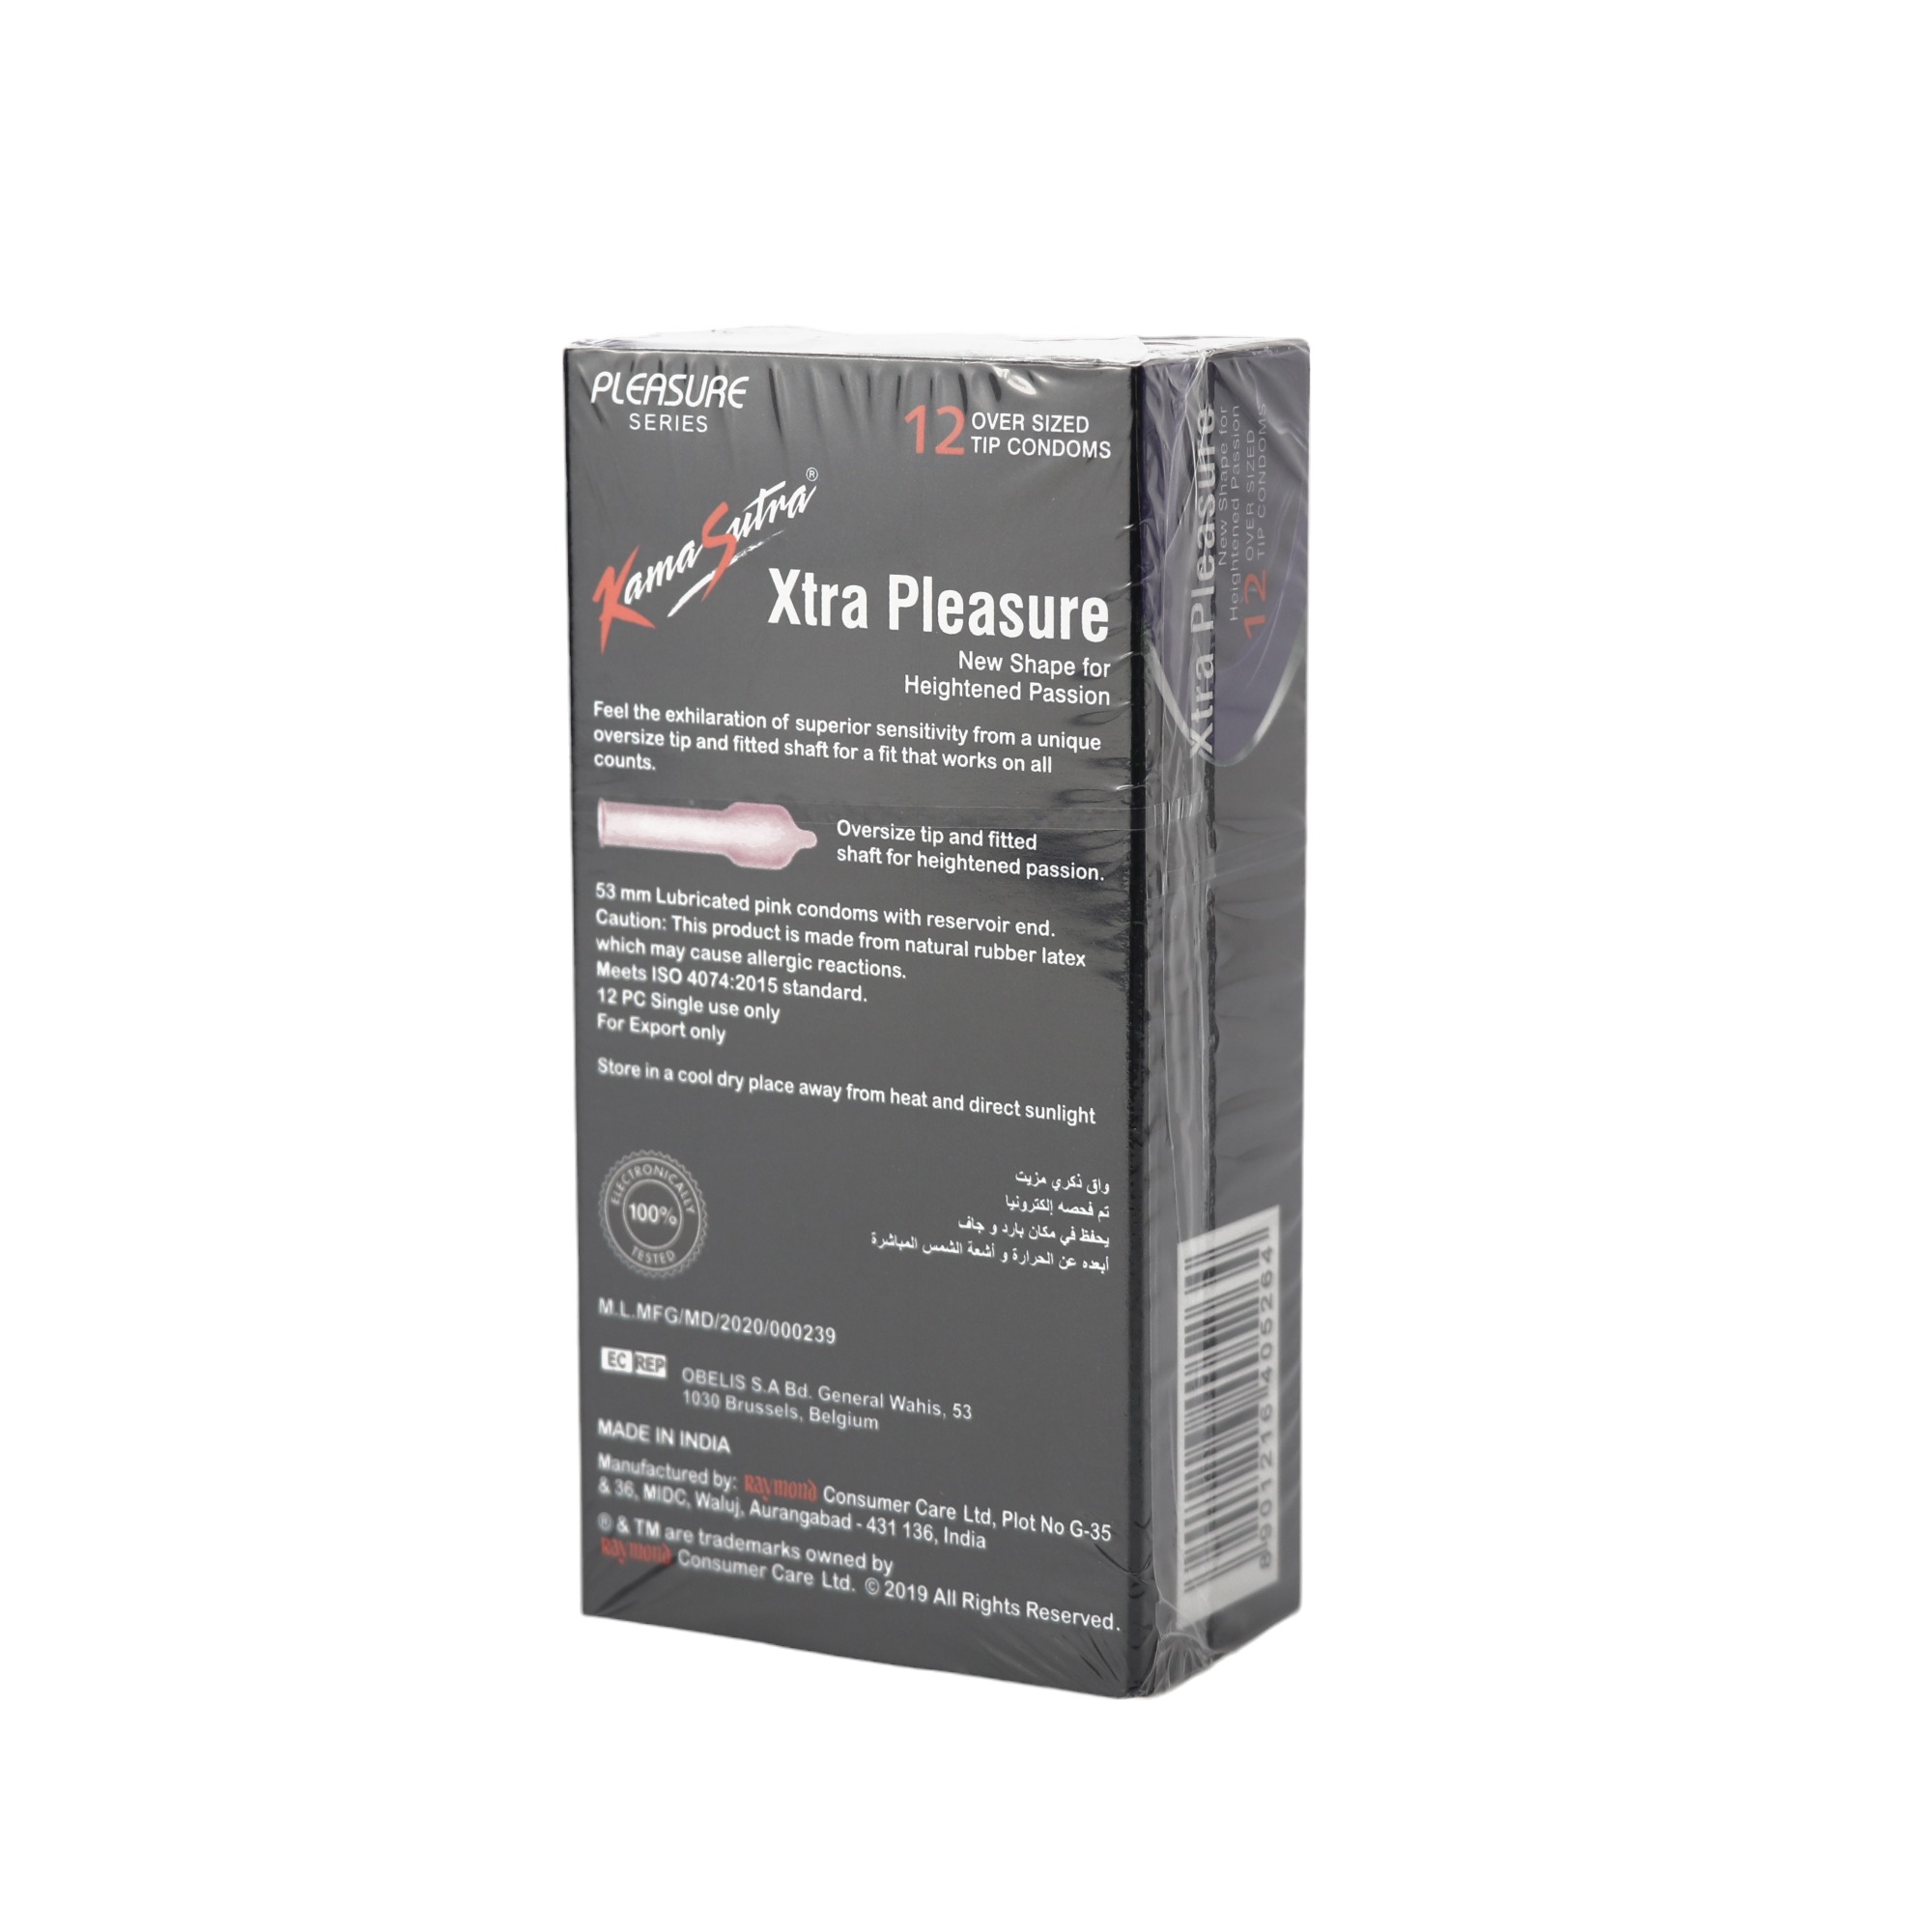 PLEASURE
SERIES
12 OVER SIZED
TIP CONDOMS
KamaSutra®
Xtra Pleasure
New Shape for
Heightened Passion
Feel the exhilaration of superior sensitivity from a unique
oversize tip and fitted shaft for a fit that works on all
counts.
Oversize tip and fitted
shaft for heightened passion.
53 mm Lubricated pink condoms with reservoir end.
Caution: This product is made from natural rubber latex
which may cause allergic reactions.
Meets ISO 4074:2015 standard.
12 PC Single use only
For Export only
Store in a cool dry place away from heat and direct sunlight
ELECTRONICALLY
100%
TESTED
واق ذكري مزيت
تم فحصه إلكترونيا
يحفظ في مكان بارد و جاف
أبعده عن الحرارة و أشعة الشمس المباشرة
M.L.MFG/MD/2020/000239
EC REP
OBELIS S.A Bd. General Wahis, 53
1030 Brussels, Belgium
MADE IN INDIA
Manufactured by: Raymond Consumer Care Ltd, Plot No G-35
& 36, MIDC, Waluj, Aurangabad - 431 136, India
® & TM are trademarks owned by
Raymond Consumer Care Ltd. © 2019 All Rights Reserved.
Xtra Pleasure
New Shape for
Heightened Passion
12 OVER SIZED
TIP CONDOMS
8901216405264